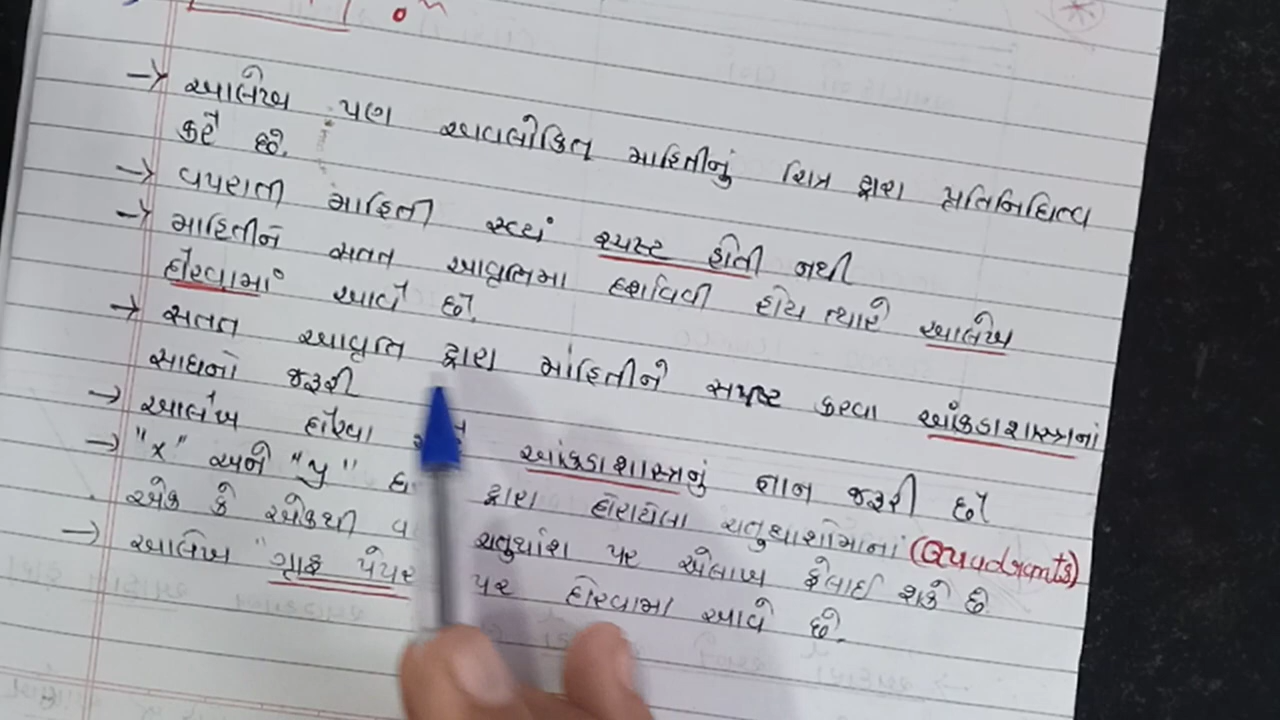 → આલેખ પણ અવલોકિત માહિતીનું ચિત્ર દ્વારા પ્રતિનિધિત્વ
કરે છે.
→ વપરાતી માહિતી સ્વયં સ્પષ્ટ હોતી નથી
→ માહિતીને સતત આવૃત્તિમા દર્શાવવી હોય ત્યારે આલેખ
દોરવામાં આવે છે.
→ સતત આવૃત્તિ દ્વારા માંહિતીને સ્પષ્ટ કરવા આંકડાશાસ્ત્રનાં
સાધનો જરૂરી
→ આલેખ દોરવા આંકડાશાસ્ત્રનું જ્ઞાન જરૂરી છે
→ "x" અને "y" દ્વારા દોરાયેલા ચતુથાશોમાનાં (Quadrants)
એક કે એકથી ચતુર્થાંશ પર એલાખ ફેલાઈ શકે છે
→ આલેખ "ગ્રાફ પેપર પર દોરવામા આવે છે.